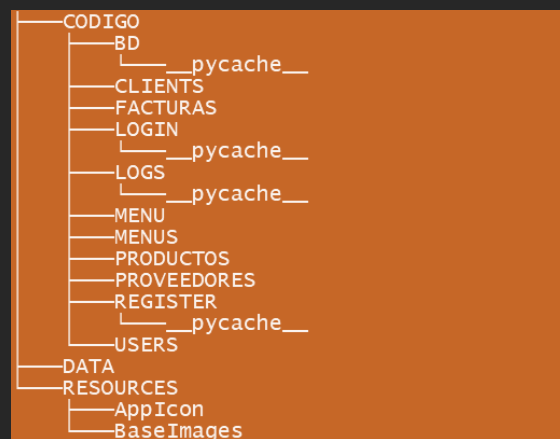 CODIGO
BD
__pycache__
CLIENTS
FACTURAS
LOGIN
__pycache__
LOGS
__pycache__
MENU
MENUS
PRODUCTOS
PROVEEDORES
REGISTER
__pycache__
USERS
DATA
RESOURCES
AppIcon
BaseImages